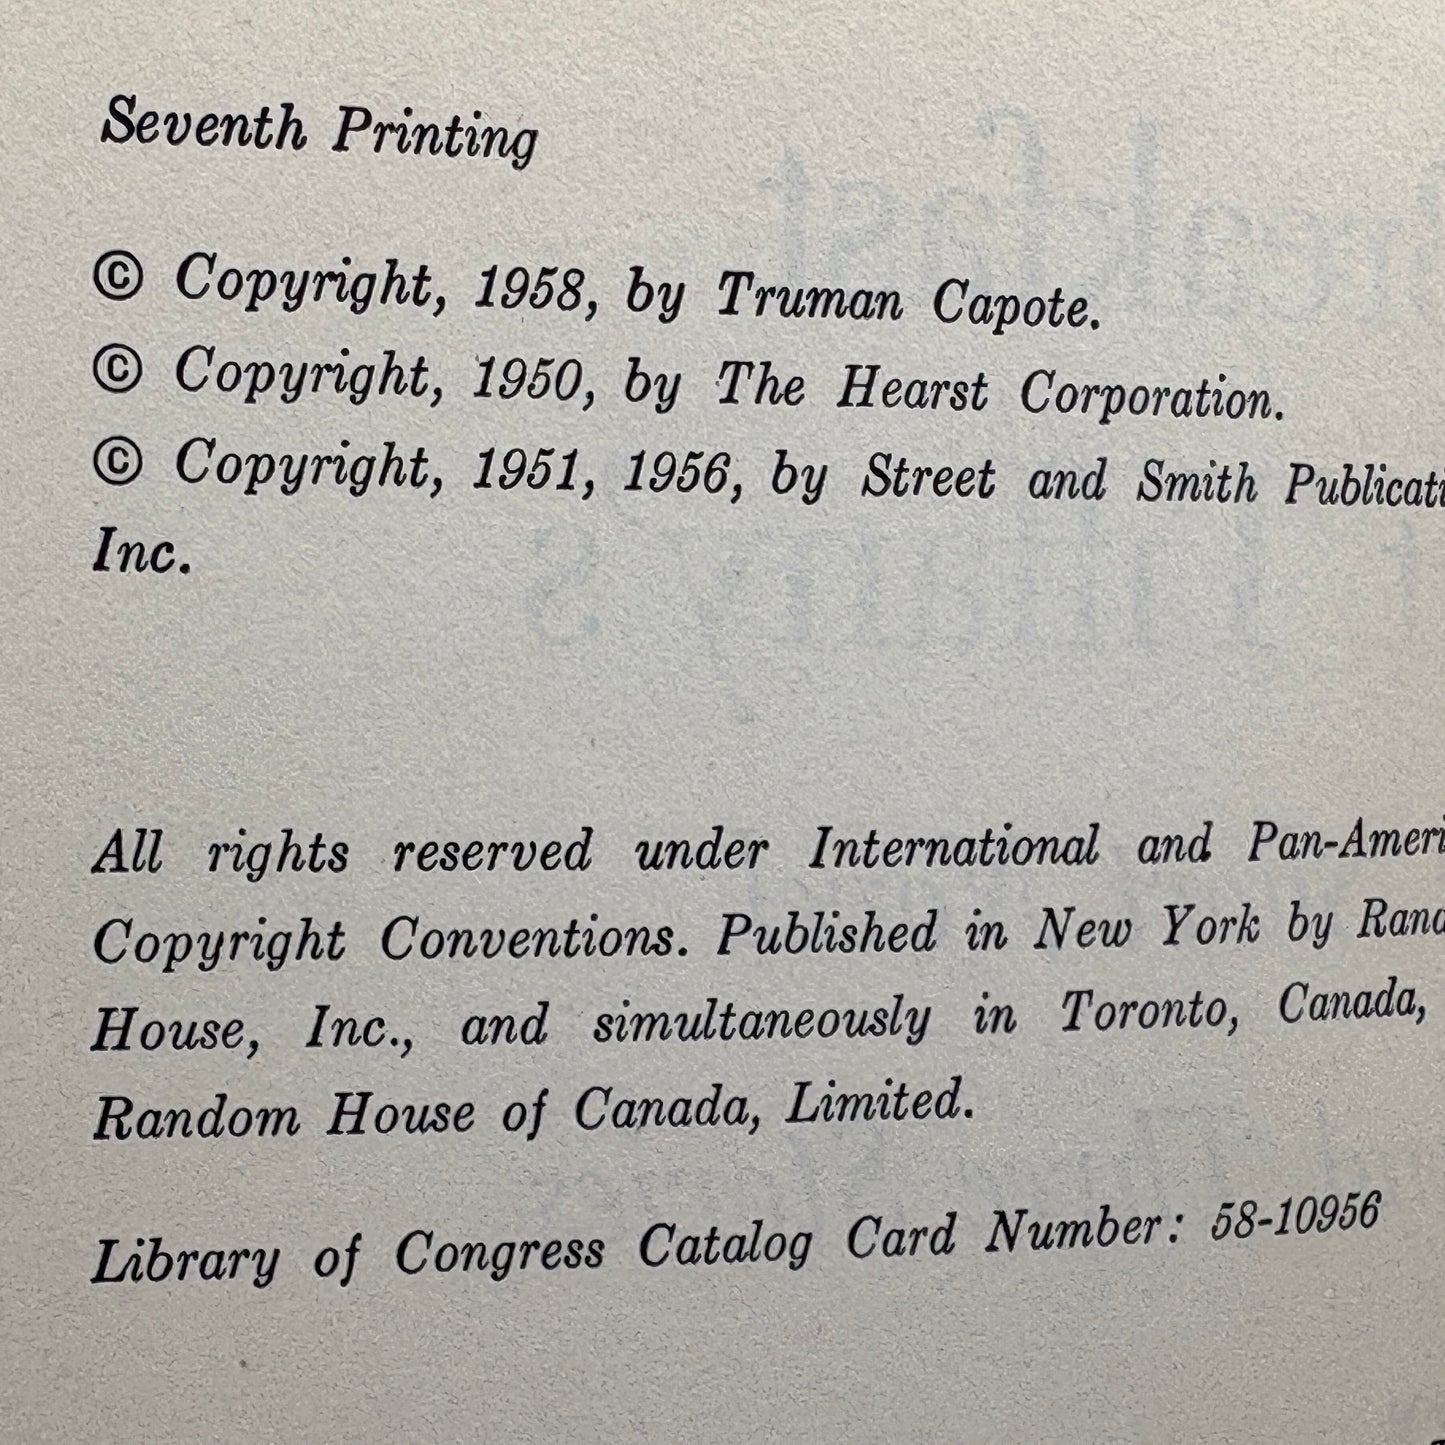 Seventh Printing
© Copyright, 1958, by Truman Capote.
© Copyright, 1950, by The Hearst Corporation.
© Copyright, 1951, 1956, by Street and Smith
Inc.
All rights reserved under International and
Copyright Conventions. Published in New York by
House, Inc., and simultaneously in Toronto, Canada,
Random House of Canada, Limited.
Library of Congress Catalog Card Number: 58-10956